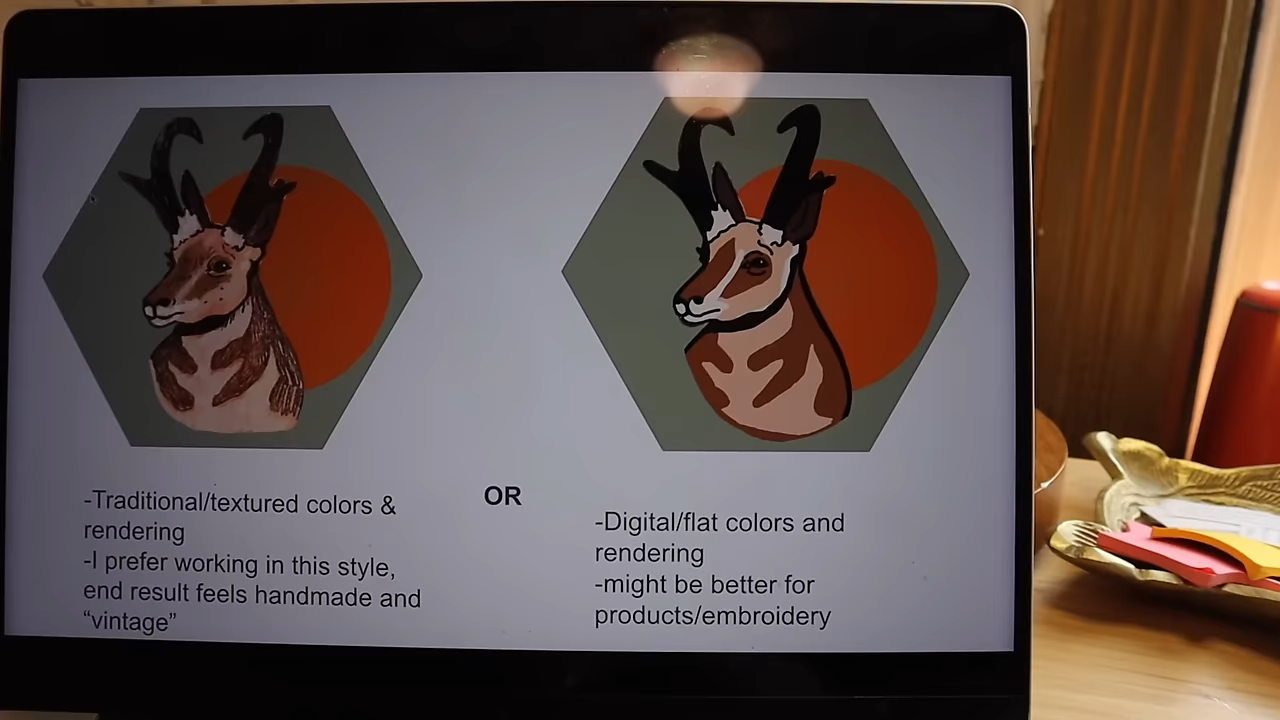 -Traditional/textured colors &
rendering
-I prefer working in this style,
end result feels handmade and
“vintage”
OR
-Digital/flat colors and
rendering
-might be better for
products/embroidery